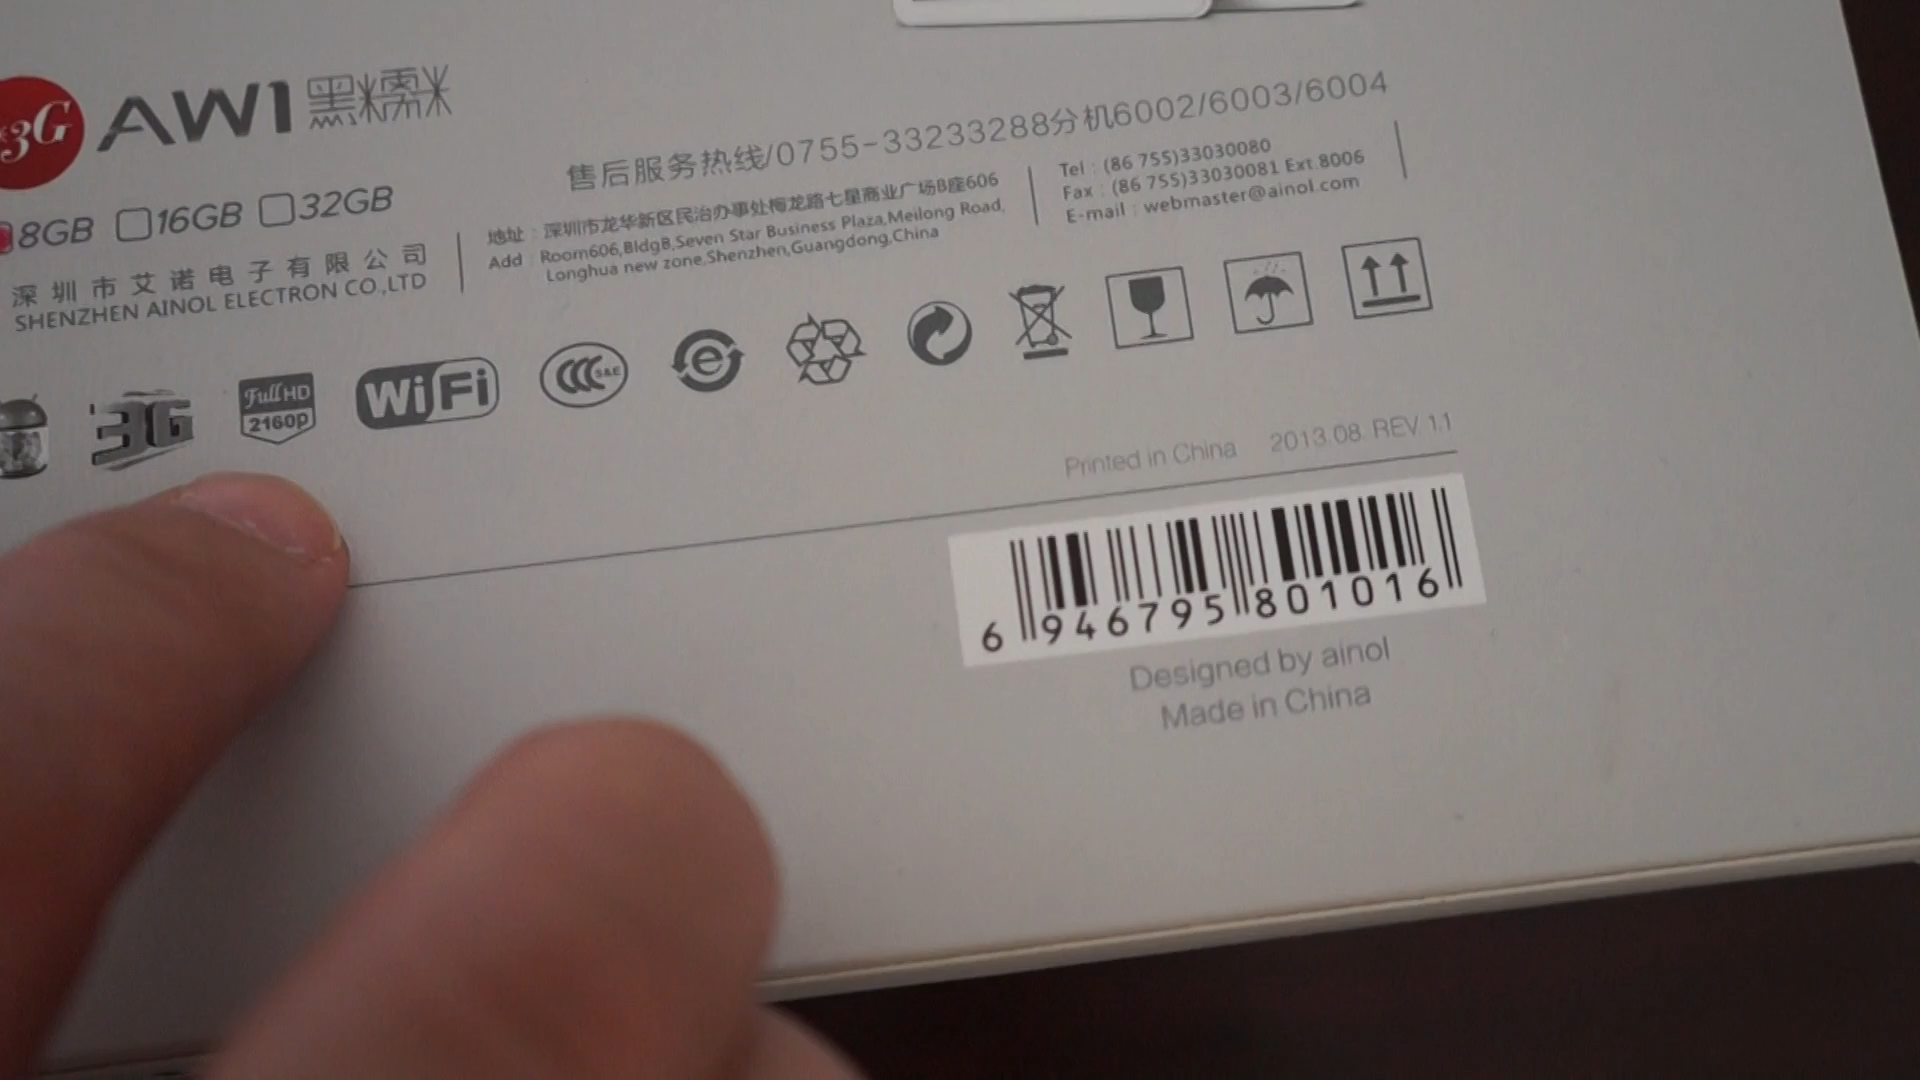 3G AW1黑糯米
8GB 16GB 32GB
深圳市艾诺电子有限公司
SHENZHEN AINOL ELECTRON CO.,LTD
售后服务热线/0755-33233288分机6002/6003/6004
地址：深圳市龙华新区民治办事处梅龙路七星商业广场B座606
Add：Room606,BldgB,Seven Star Business Plaza,Meilong Road,
Longhua new zone,Shenzhen,Guangdong,China
Tel：(86 755)33030080
Fax：(86 755)33030081 Ext.8006
E-mail：webmaster@ainol.com
3G
Full HD
2160p
WiFi
CCC S&E
e
Printed in China 2013.08. REV 1.1
6 946795 801016
Designed by ainol
Made in China